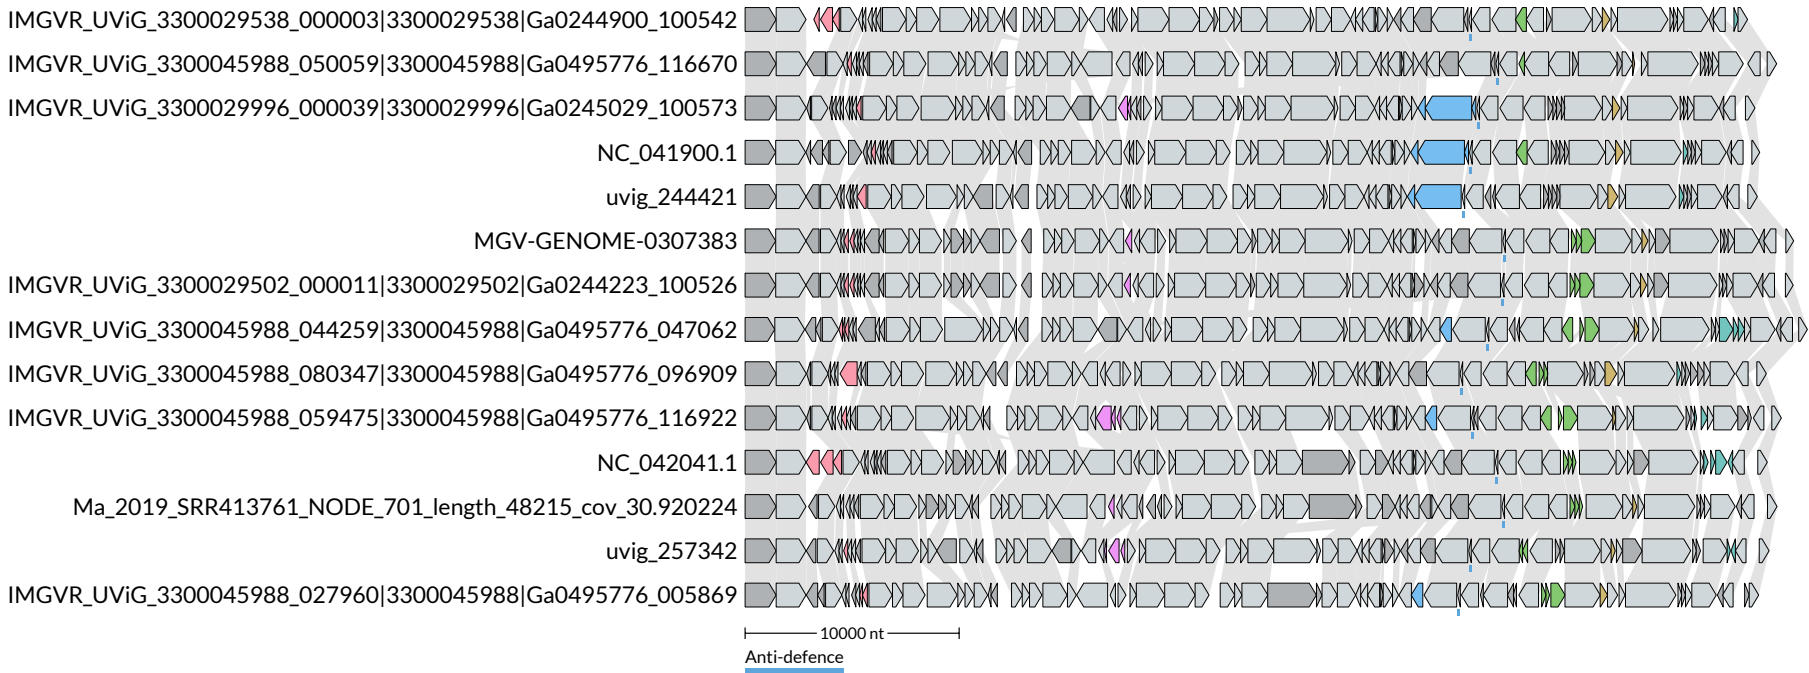 IMGVR_UViG_3300029538_000003|3300029538|Ga0244900_100542
IMGVR_UViG_3300045988_050059|3300045988|Ga0495776_116670
IMGVR_UViG_3300029996_000039|3300029996|Ga0245029_100573
NC_041900.1
uvig_244421
MGV-GENOME-0307383
IMGVR_UViG_3300029502_000011|3300029502|Ga0244223_100526
IMGVR_UViG_3300045988_044259|3300045988|Ga0495776_047062
IMGVR_UViG_3300045988_080347|3300045988|Ga0495776_096909
IMGVR_UViG_3300045988_059475|3300045988|Ga0495776_116922
NC_042041.1
Ma_2019_SRR413761_NODE_701_length_48215_cov_30.920224
uvig_257342
IMGVR_UViG_3300045988_027960|3300045988|Ga0495776_005869
10000 nt
Anti-defence